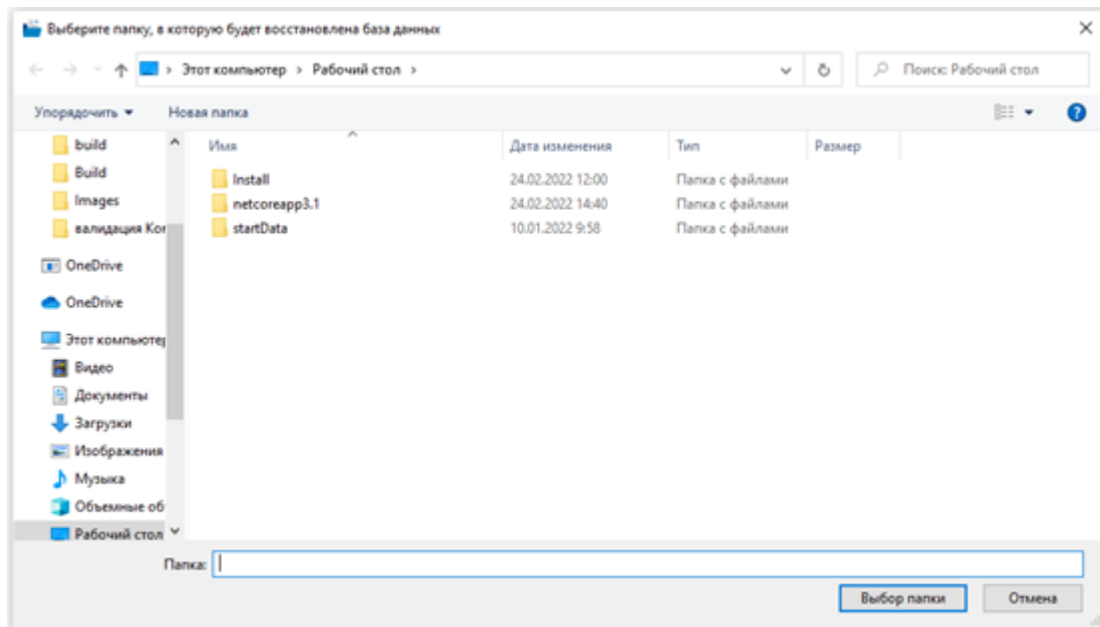 Выберите папку, в которую будет восстановлена база данных
Этот компьютер › Рабочий стол ›
Поиск: Рабочий стол
Упорядочить
Новая папка
build
Build
Images
валидация Ког
OneDrive
OneDrive
Этот компьютер
Видео
Документы
Загрузки
Изображения
Музыка
Объемные об
Рабочий стол
Имя Дата изменения Тип Размер
Install 24.02.2022 12:00 Папка с файлами
netcoreapp3.1 24.02.2022 14:40 Папка с файлами
startData 10.01.2022 9:58 Папка с файлами
Папка:
Выбор папки Отмена